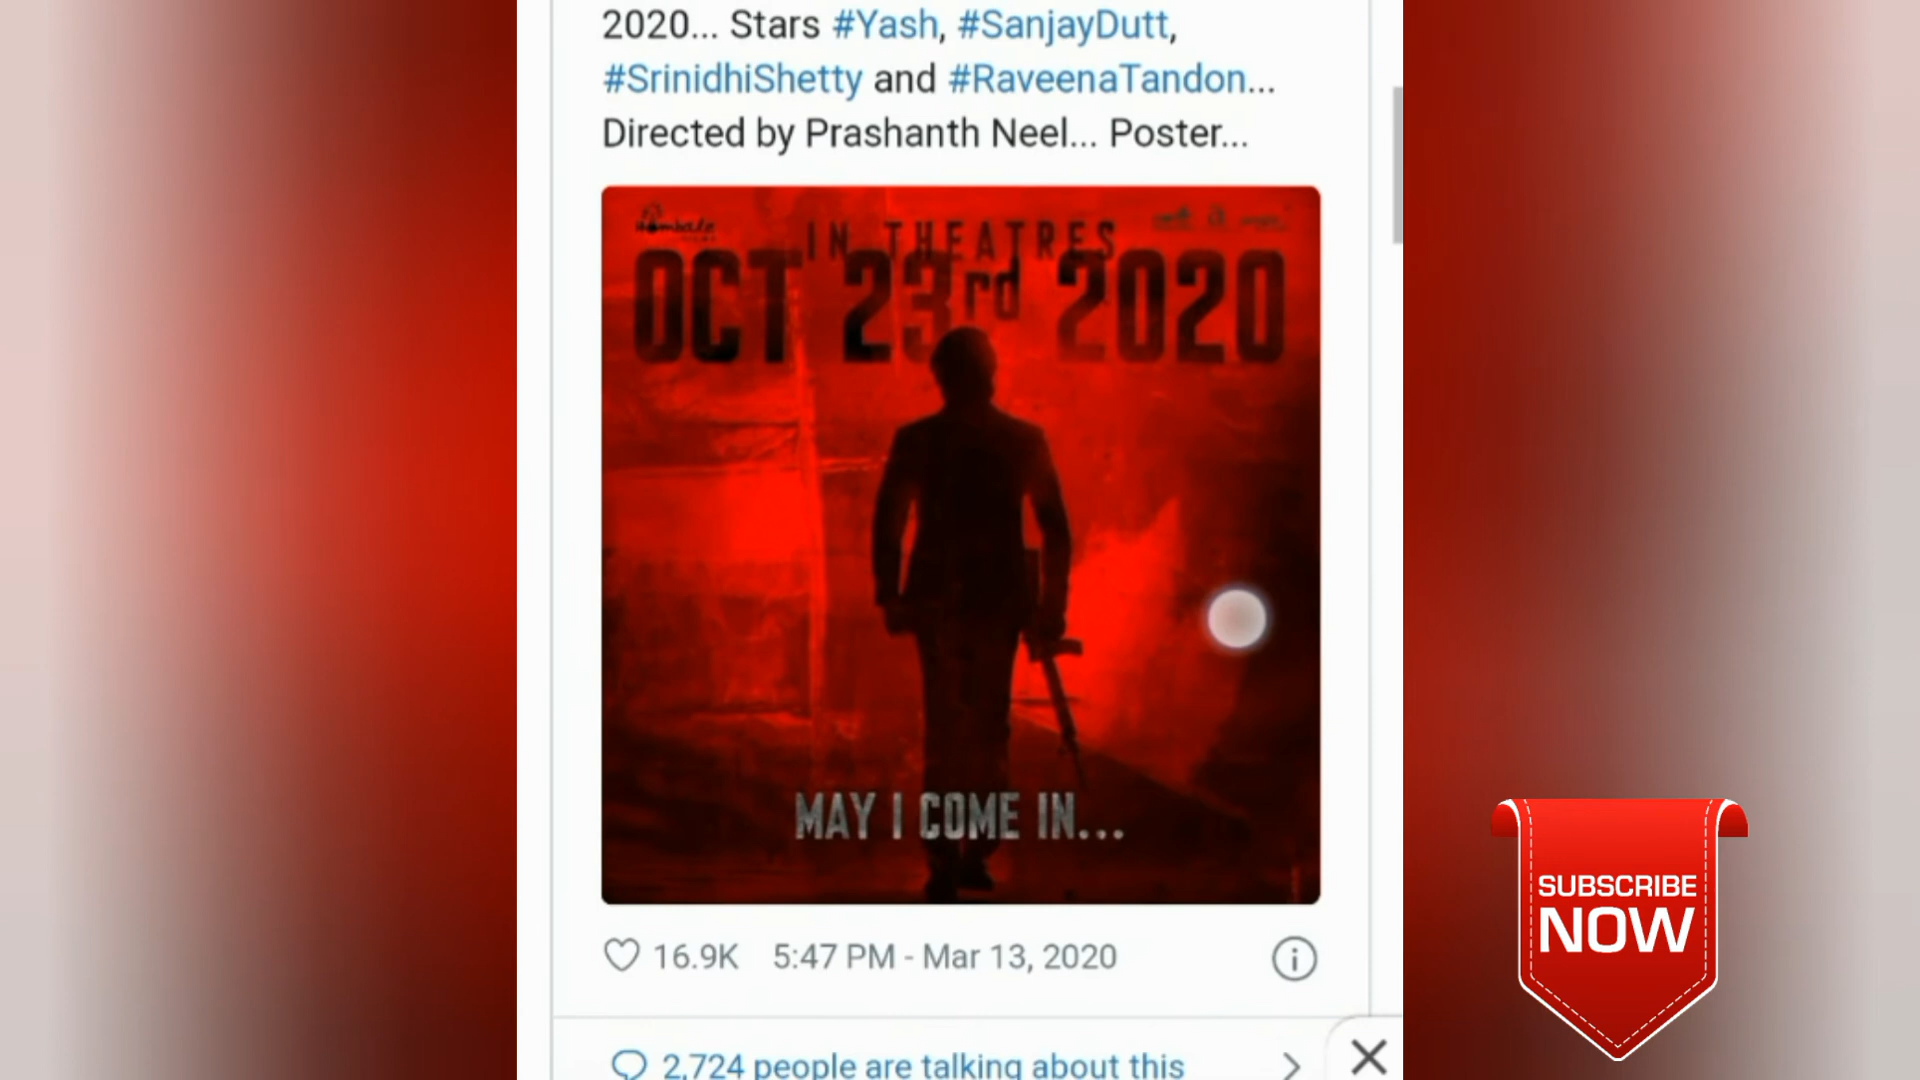 2020... Stars #Yash, #SanjayDutt,
#SrinidhiShetty and #RaveenaTandon...
Directed by Prashanth Neel... Poster...
Hombale
IN THEATRES
OCT 23rd 2020
MAY I COME IN...
16.9K 5:47 PM - Mar 13, 2020
2,724 people are talking about this
SUBSCRIBE
NOW